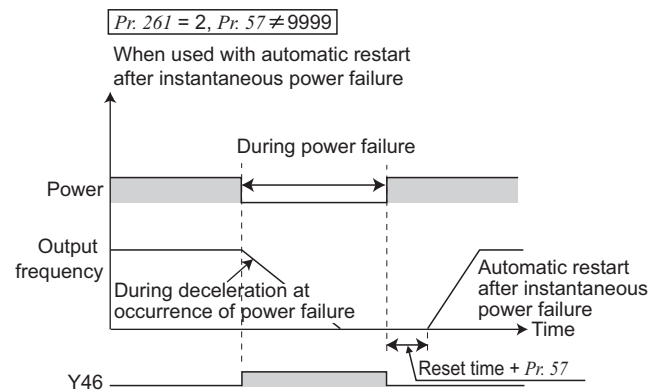 Pr. 261 = 2, Pr. 57 ≠ 9999
When used with automatic restart
after instantaneous power failure
During power failure
Power
Output
frequency
During deceleration at
occurrence of power failure
Automatic restart
after instantaneous
power failure
Time
Reset time + Pr. 57
Y46